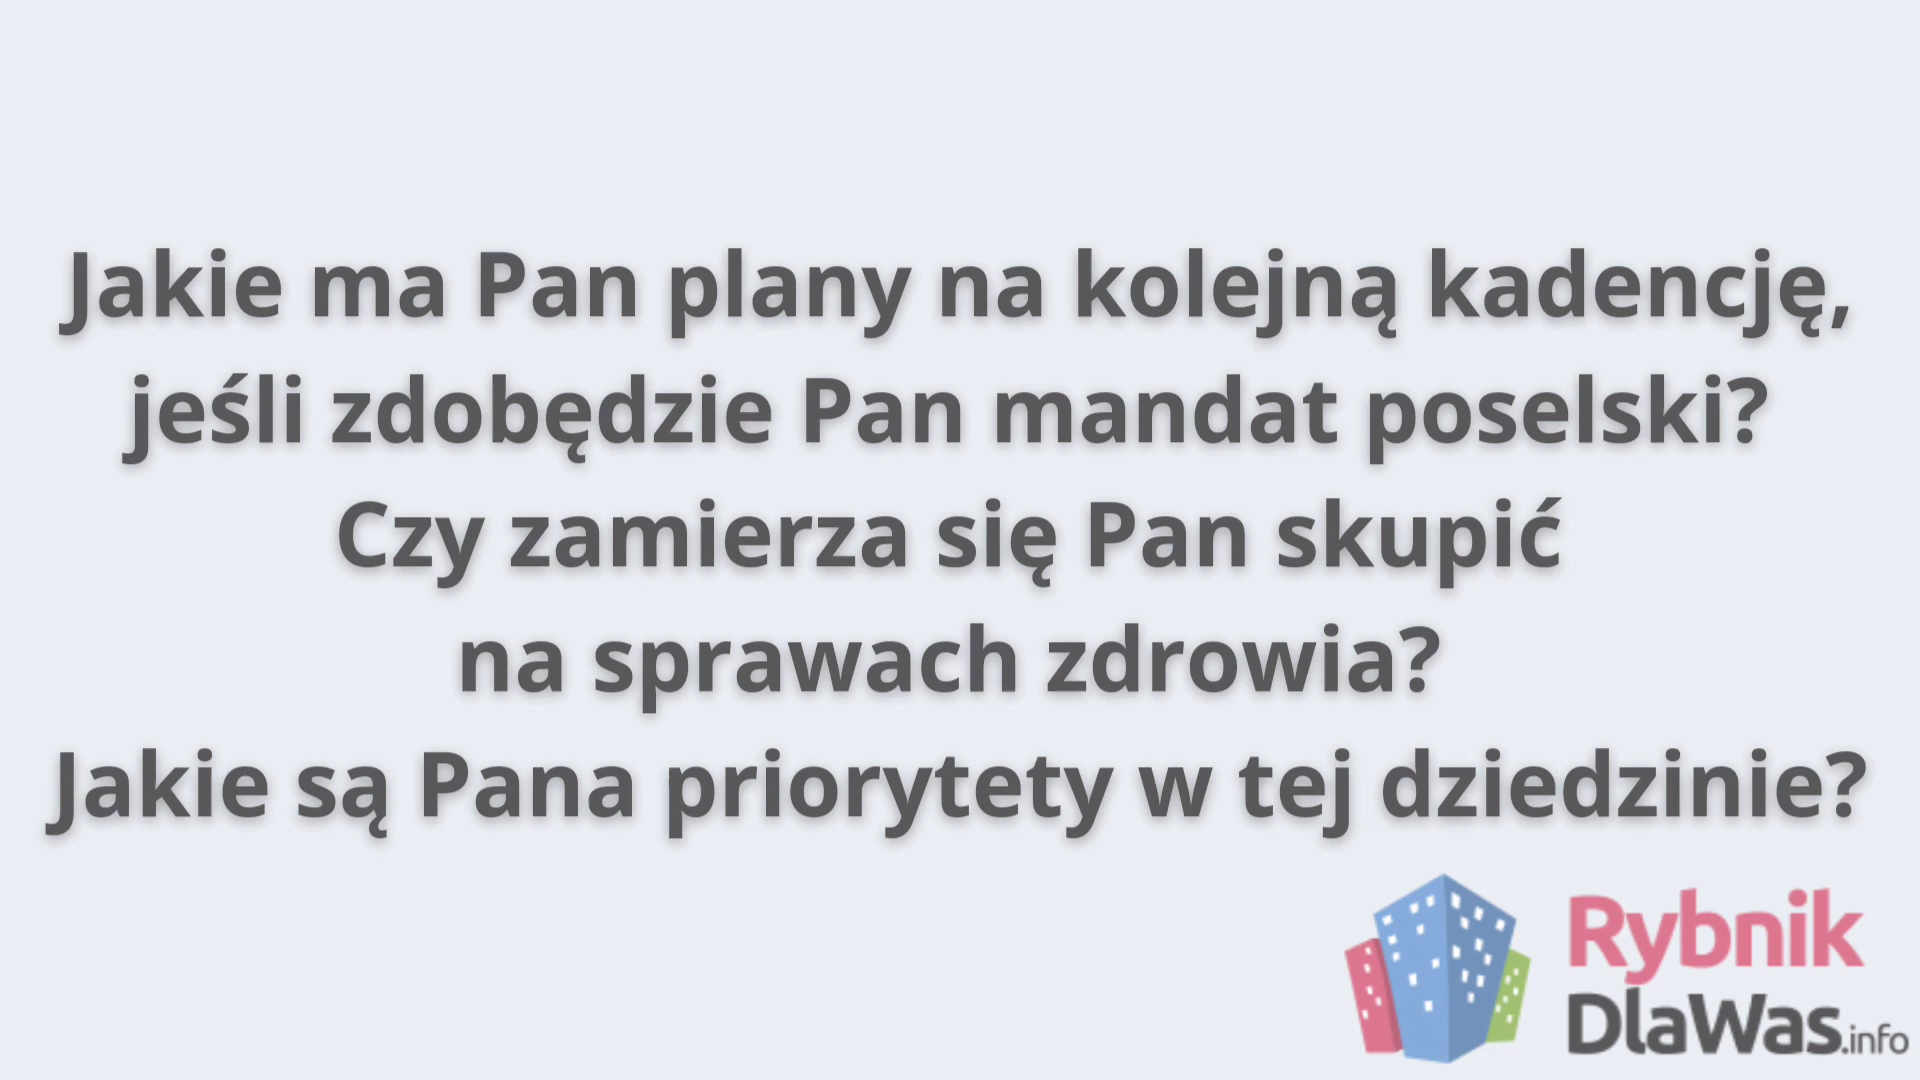 Jakie ma Pan plany na kolejną kadencję,
jeśli zdobędzie Pan mandat poselski?
Czy zamierza się Pan skupić
na sprawach zdrowia?
Jakie są Pana priorytety w tej dziedzinie?
Rybnik
DlaWas.info